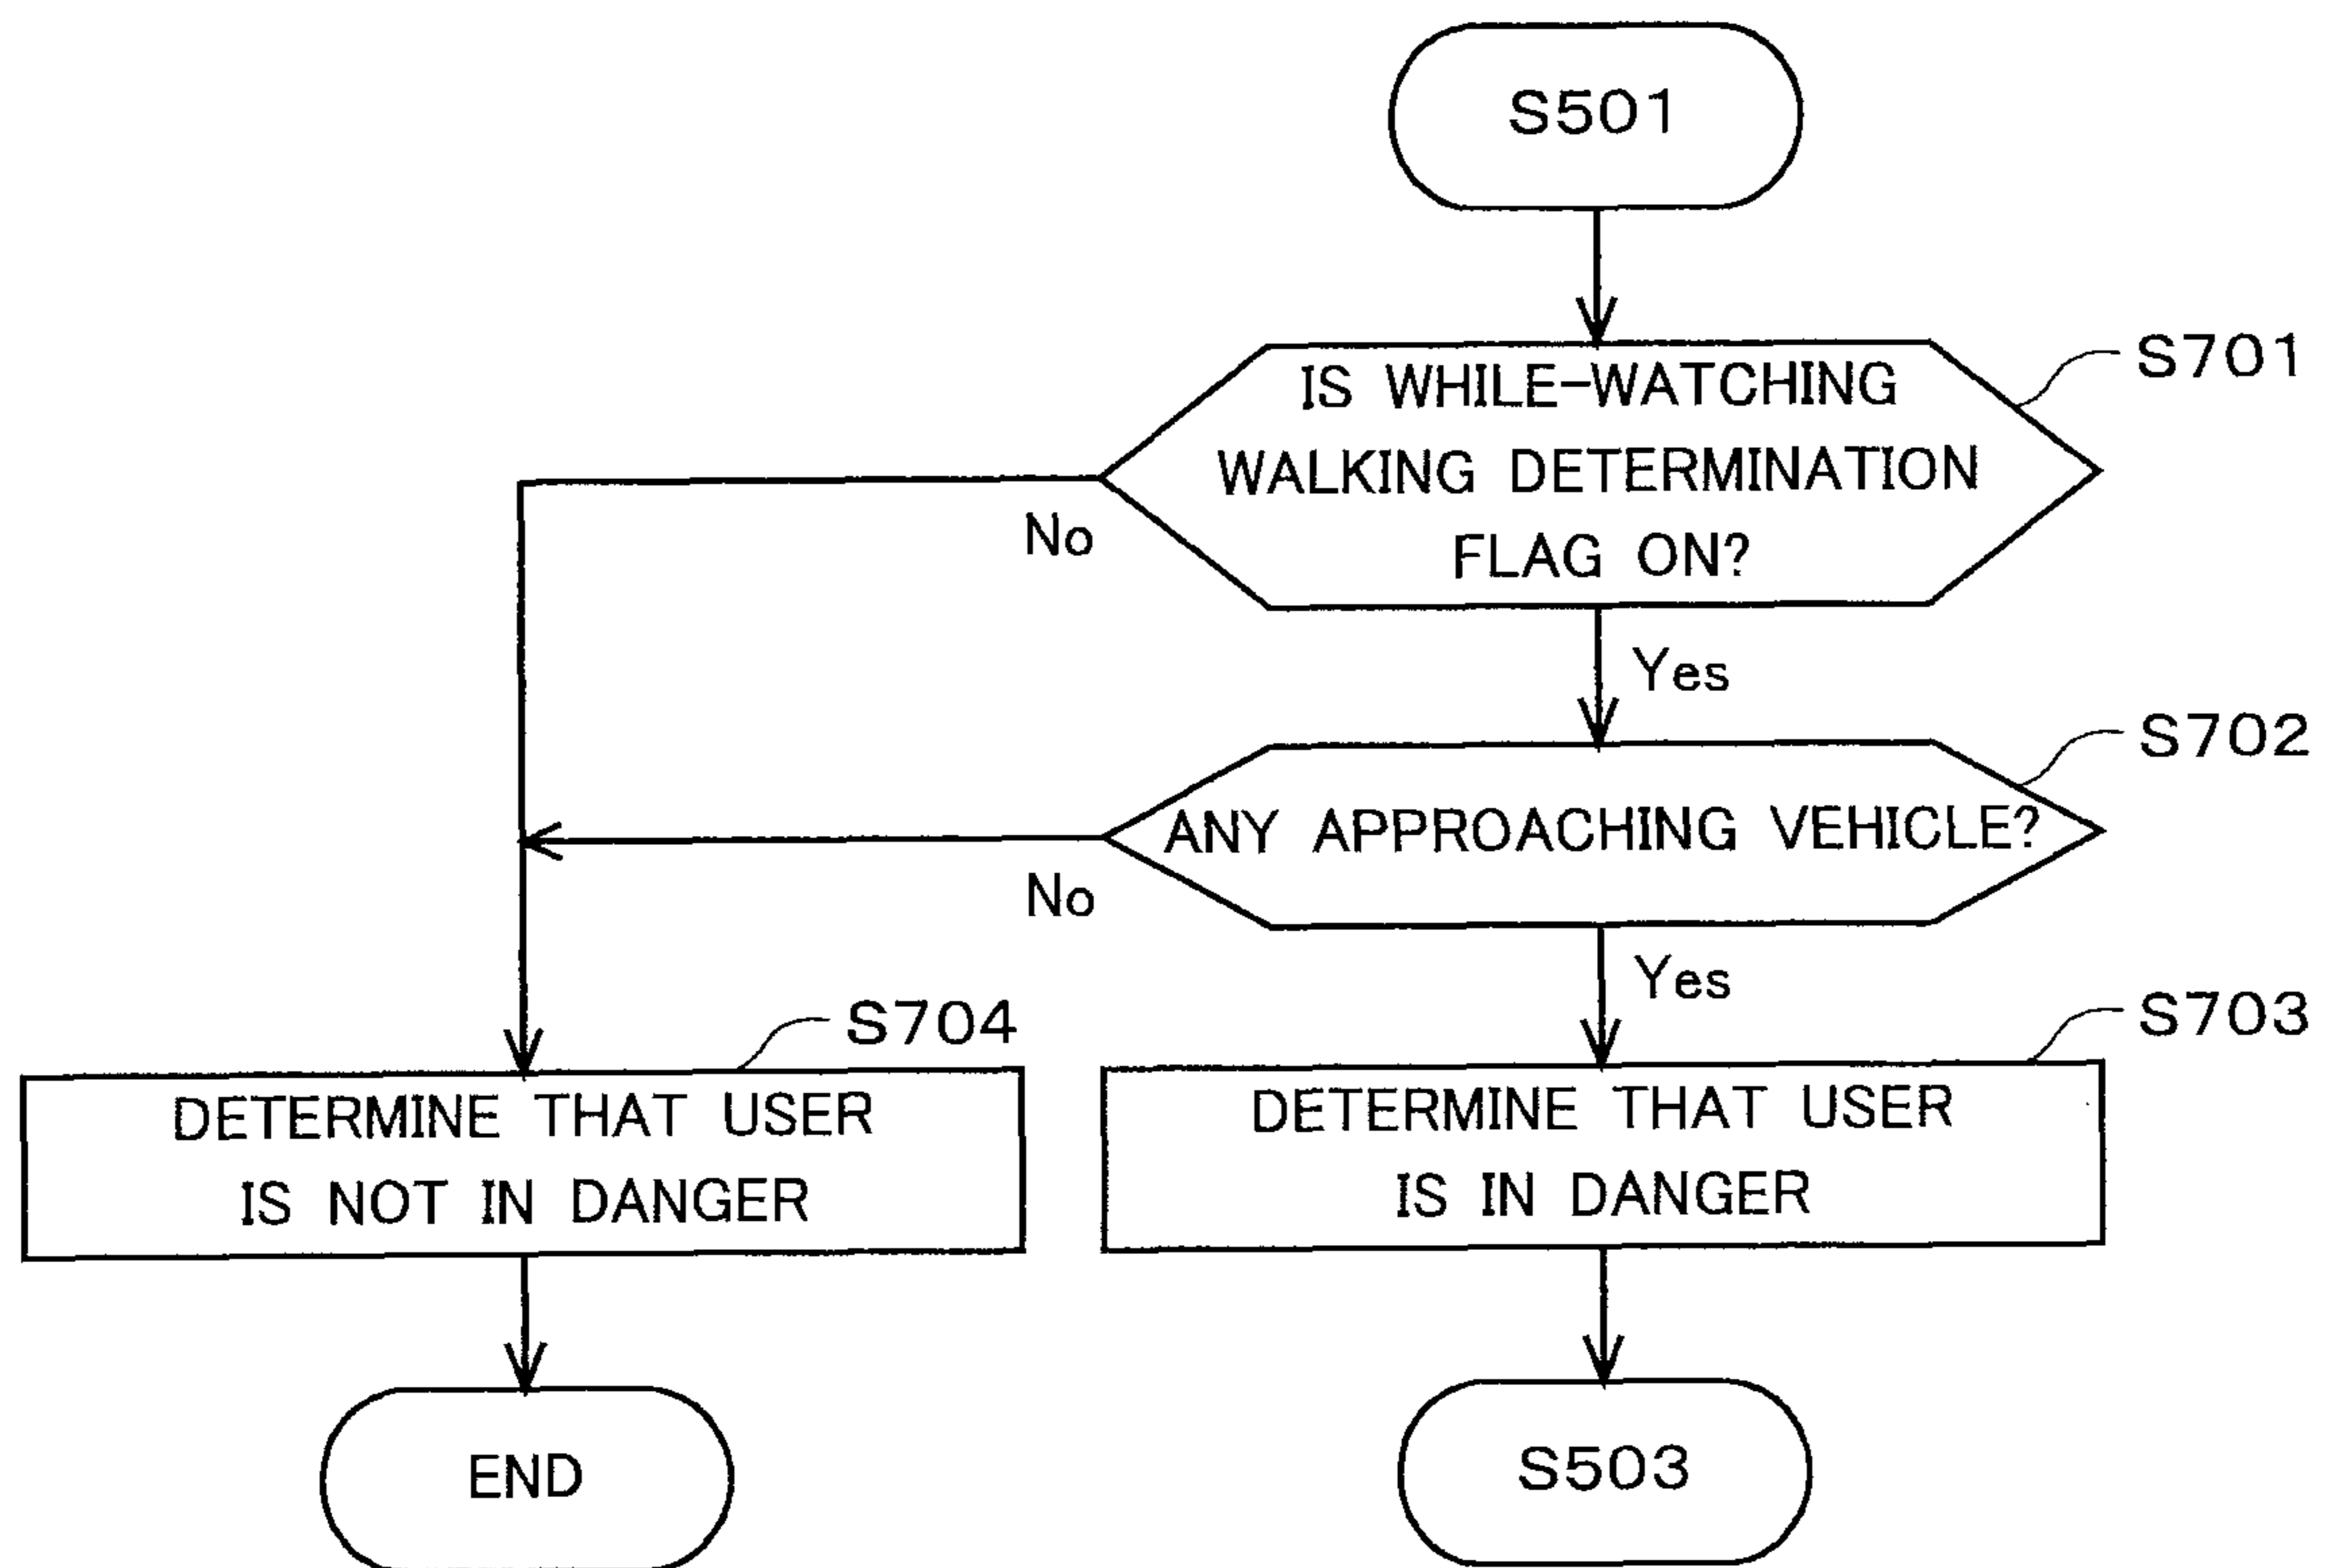 S501
IS WHILE-WATCHING
WALKING DETERMINATION
FLAG ON?
S701
No
Yes
ANY APPROACHING VEHICLE?
S702
No
Yes
S704
DETERMINE THAT USER
IS NOT IN DANGER
S703
DETERMINE THAT USER
IS IN DANGER
END
S503